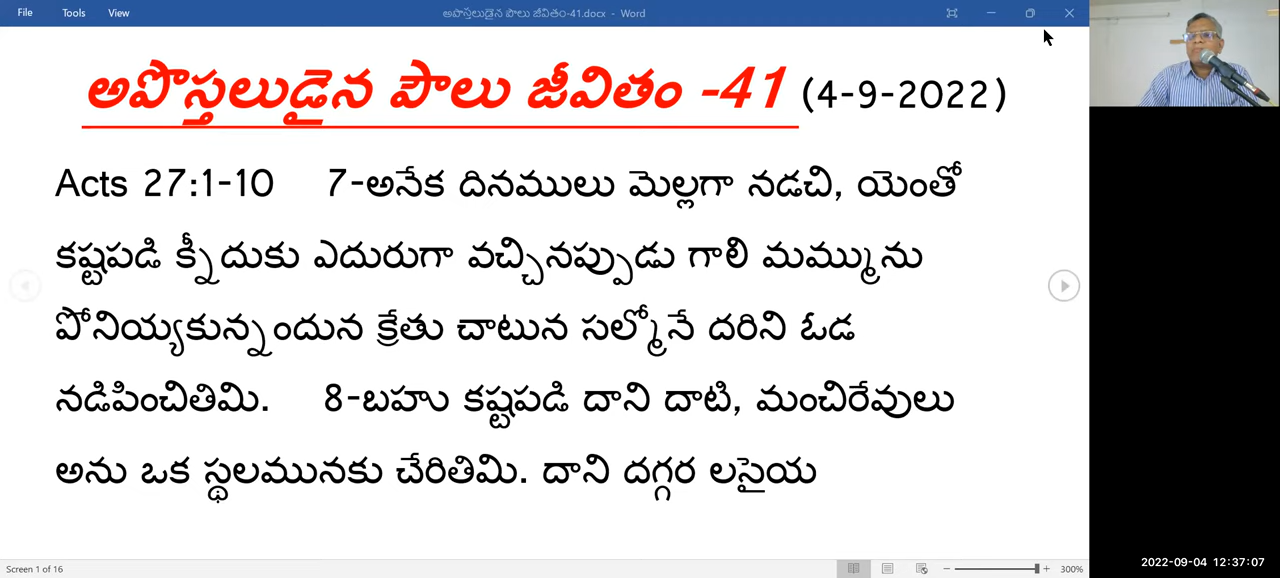 File Tools View అపొస్తలుడైన పౌలు జీవితం-41.docx - Word
అపొస్తలుడైన పౌలు జీవితం -41 (4-9-2022)
Acts 27:1-10 7-అనేక దినములు మెల్లగా నడచి, యెంతో
కష్టపడి క్నీదుకు ఎదురుగా వచ్చినప్పుడు గాలి మమ్మును
పోనియ్యకున్నందున క్రేతు చాటున సల్మోనే దరిని ఓడ
నడిపించితిమి. 8-బహు కష్టపడి దాని దాటి, మంచిరేవులు
అను ఒక స్థలమునకు చేరితిమి. దాని దగ్గర లసైయ
Screen 1 of 16 300%
2022-09-04 12:37:07